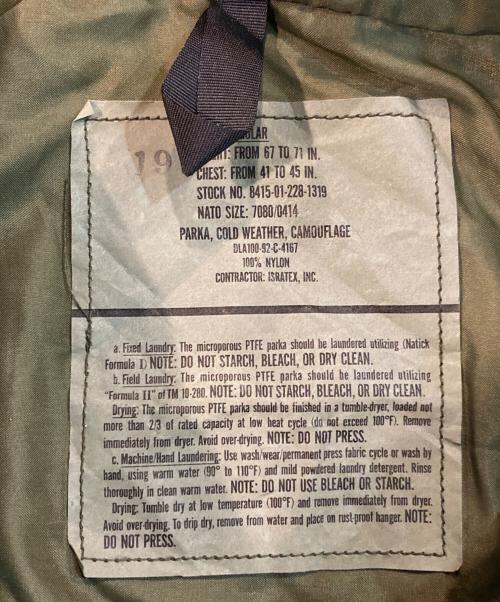 19
FROM 67 TO 71 IN.
CHEST: FROM 41 TO 45 IN.
STOCK NO. 8415-01-228-1319
NATO SIZE: 7080/0414
PARKA, COLD WEATHER, CAMOUFLAGE
DLA100-92-C-4167
100% NYLON
CONTRACTOR: ISRATEX, INC.
a. Fixed Laundry: The microporous PTFE parka should be laundered utilizing (Natick
Formula I) NOTE: DO NOT STARCH, BLEACH, OR DRY CLEAN.
b. Field Laundry: The microporous PTFE parka should be laundered utilizing
"Formula II" of TM 10-280. NOTE: DO NOT STARCH, BLEACH, OR DRY CLEAN.
Drying: The microporous PTFE parka should be finished in a tumble-dryer, loaded not
more than 2/3 of rated capacity at low heat cycle (do not exceed 100°F). Remove
immediately from dryer. Avoid over-drying. NOTE: DO NOT PRESS.
c. Machine/Hand Laundering: Use wash/wear/permanent press fabric cycle or wash by
hand, using warm water (90° to 110°F) and mild powdered laundry detergent. Rinse
thoroughly in clean warm water. NOTE: DO NOT USE BLEACH OR STARCH.
Drying: Tumble dry at low temperature (100°F) and remove immediately from dryer.
Avoid over-drying. To drip dry, remove from water and place on rust-proof hanger. NOTE:
DO NOT PRESS.